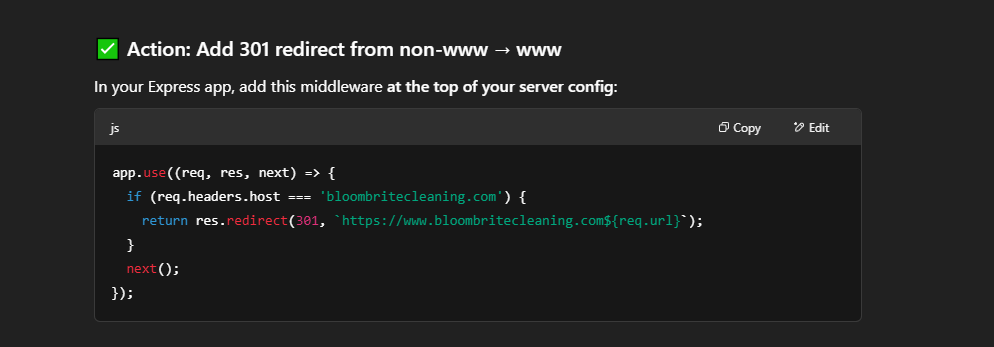 ✅ Action: Add 301 redirect from non-www → www
In your Express app, add this middleware at the top of your server config:
js Copy Edit
app.use((req, res, next) => {
  if (req.headers.host === 'bloombritecleaning.com') {
    return res.redirect(301, `https://www.bloombritecleaning.com${req.url}`);
  }
  next();
});